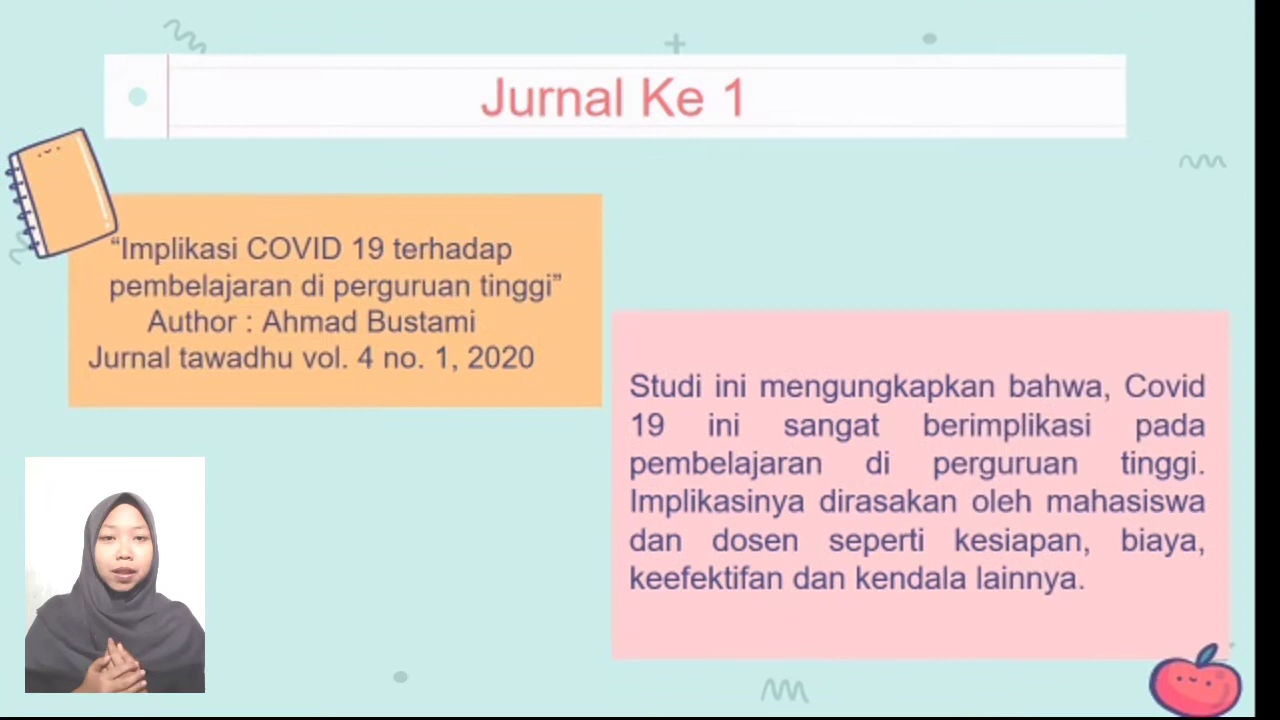 Jurnal Ke 1
“Implikasi COVID 19 terhadap
pembelajaran di perguruan tinggi”
Author : Ahmad Bustami
Jurnal tawadhu vol. 4 no. 1, 2020
Studi ini mengungkapkan bahwa, Covid
19 ini sangat berimplikasi pada
pembelajaran di perguruan tinggi.
Implikasinya dirasakan oleh mahasiswa
dan dosen seperti kesiapan, biaya,
keefektifan dan kendala lainnya.